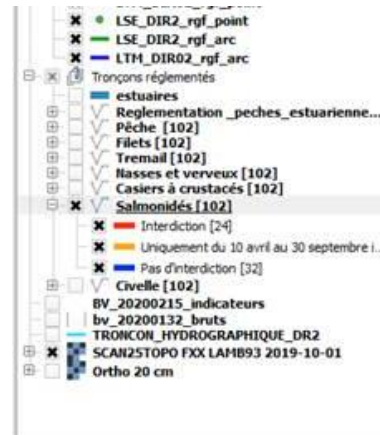 LSE_DIR2_rgf_point
LSE_DIR2_rgf_arc
LTM_DIR02_rgf_arc
Tronçons réglementés
estuaires
Reglementation _peches_estuarienne...
Pêche [102]
Filets [102]
Tremail [102]
Nasses et verveux [102]
Casiers à crustacés [102]
Salmonidés [102]
Interdiction [24]
Uniquement du 10 avril au 30 septembre i...
Pas d'interdiction [32]
Civelle [102]
BV_20200215_indicateurs
bv_20200132_bruts
TRONCON_HYDROGRAPHIQUE_DR2
SCAN25TOPO FXX LAMB93 2019-10-01
Ortho 20 cm